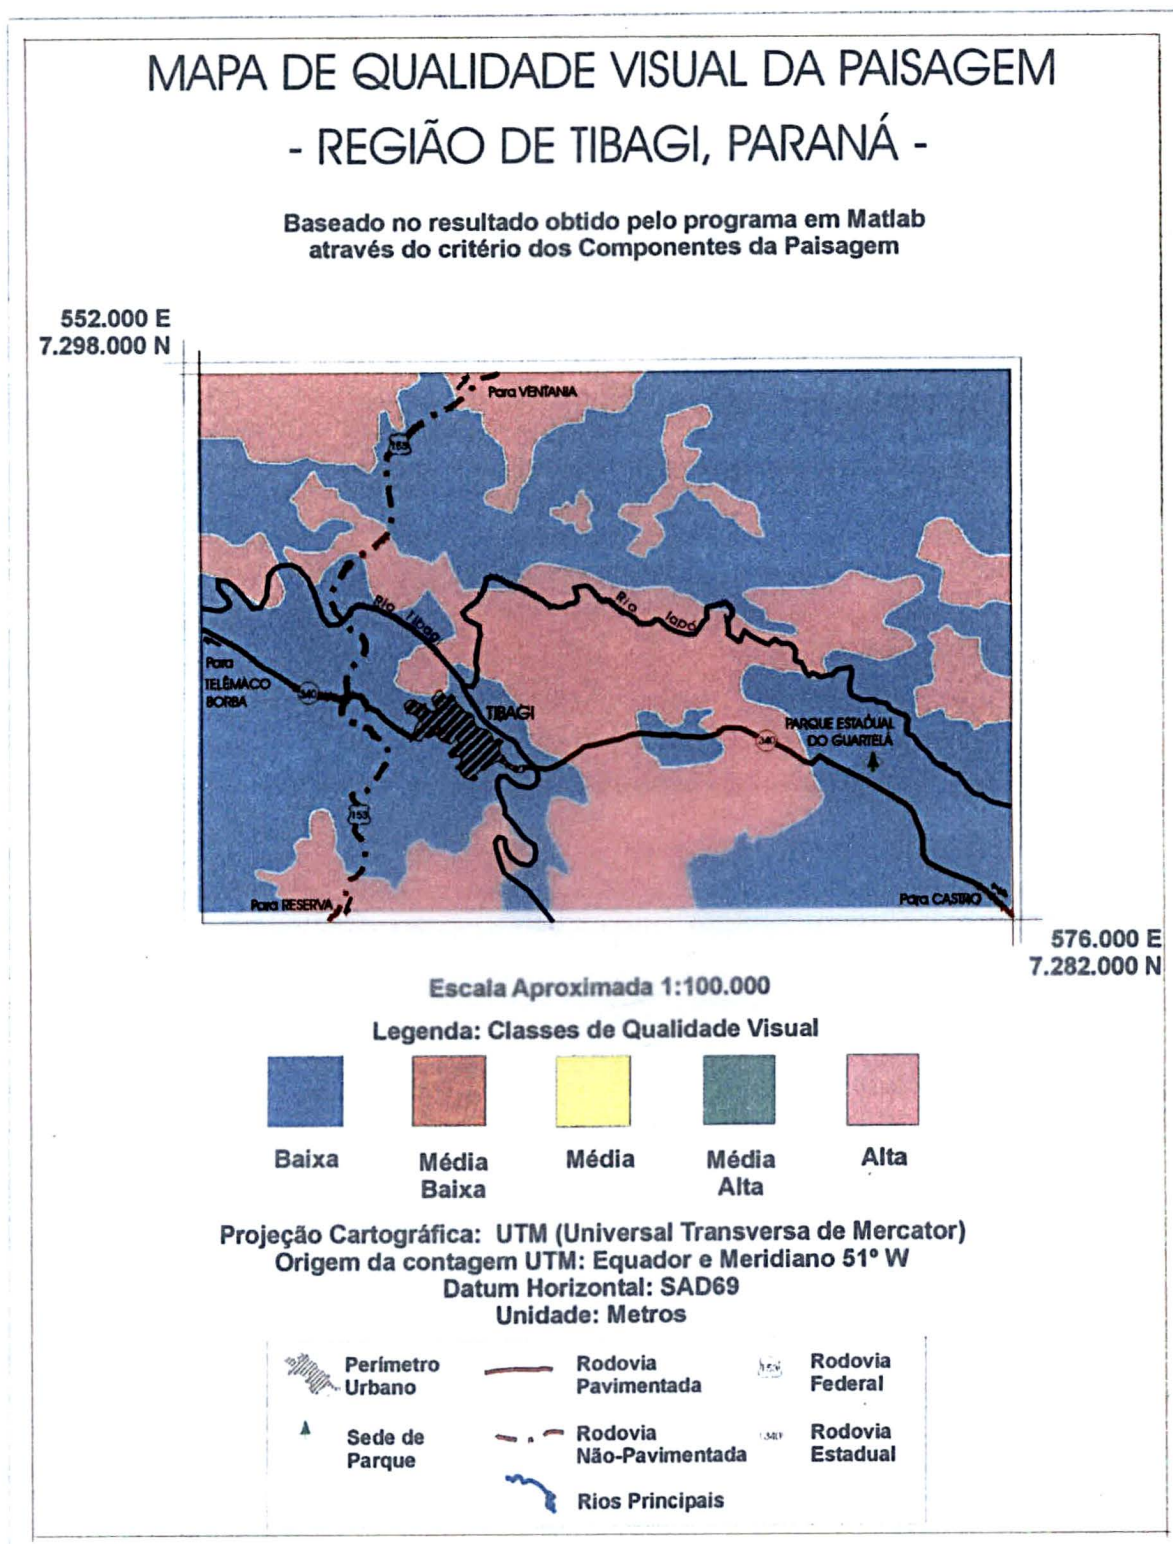 MAPA DE QUALIDADE VISUAL DA PAISAGEM
- REGIÃO DE TIBAGI, PARANÁ -
Baseado no resultado obtido pelo programa em Matlab
através do critério dos Componentes da Paisagem
552.000 E
7.298.000 N
Para VENTANIA
153
Rio Tibagi
Rio Iapó
Para
TELÊMACO
BORBA
340
TIBAGI
PARQUE ESTADUAL
DO GUARTELÁ
340
153
Para RESERVA
Para CASTRO
576.000 E
7.282.000 N
Escala Aproximada 1:100.000
Legenda: Classes de Qualidade Visual
Baixa
Média
Baixa
Média
Média
Alta
Alta
Projeção Cartográfica: UTM (Universal Transversa de Mercator)
Origem da contagem UTM: Equador e Meridiano 51º W
Datum Horizontal: SAD69
Unidade: Metros
Perímetro
Urbano
Rodovia
Pavimentada
153
Rodovia
Federal
Sede de
Parque
Rodovia
Não-Pavimentada
340
Rodovia
Estadual
Rios Principais